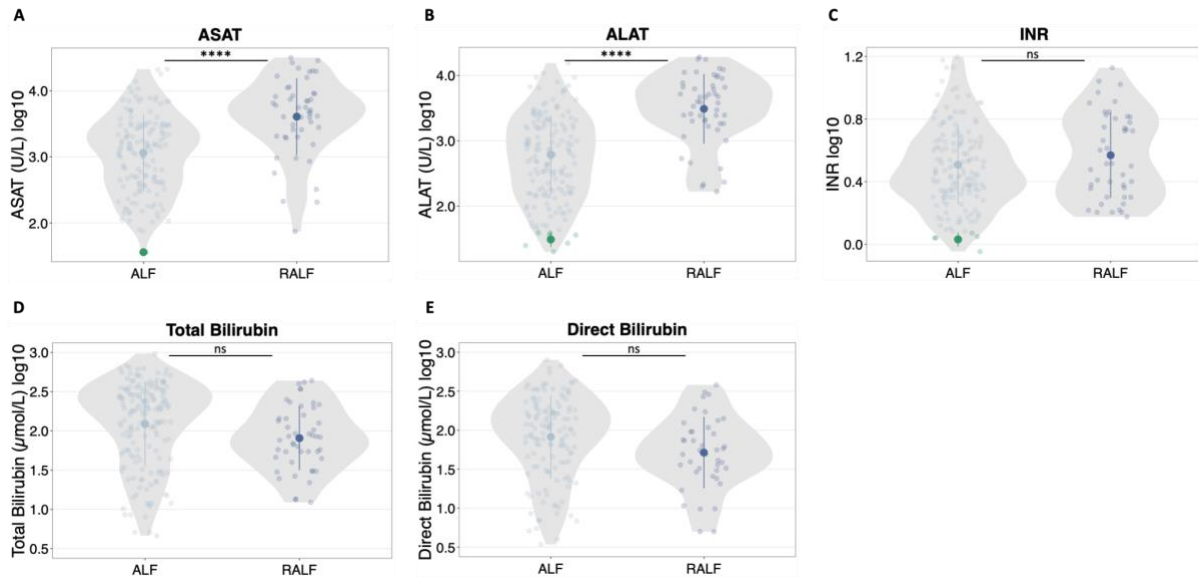 A
ASAT
****
ASAT (U/L) log10
4.0
3.0
2.0
ALF
RALF
B
ALAT
****
ALAT (U/L) log10
4.0
3.0
2.0
ALF
RALF
C
INR
ns
INR log10
1.2
0.8
0.4
0.0
ALF
RALF
D
Total Bilirubin
ns
Total Bilirubin (µmol/L) log10
3.0
2.5
2.0
1.5
1.0
0.5
ALF
RALF
E
Direct Bilirubin
ns
Direct Bilirubin (µmol/L) log10
3.0
2.5
2.0
1.5
1.0
0.5
ALF
RALF